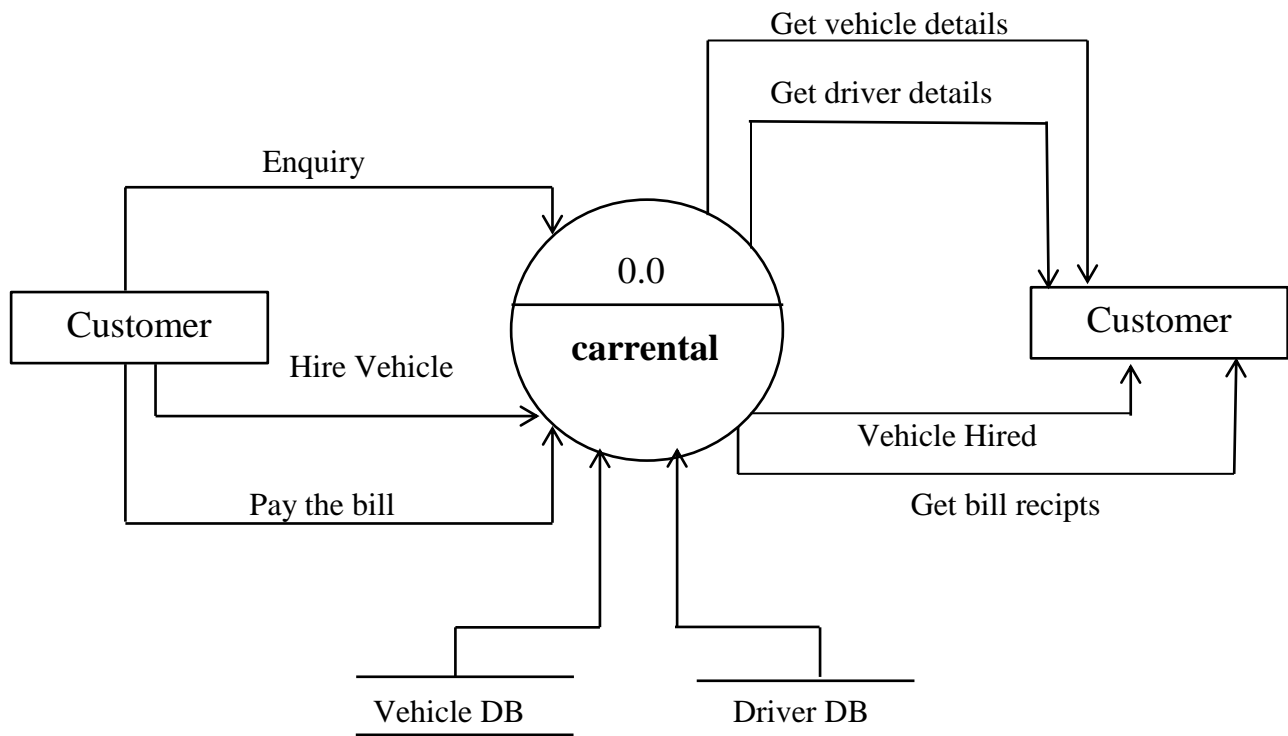 Get vehicle details
Get driver details
Enquiry
0.0
Customer
carrental
Customer
Hire Vehicle
Vehicle Hired
Pay the bill
Get bill recipts
Vehicle DB
Driver DB